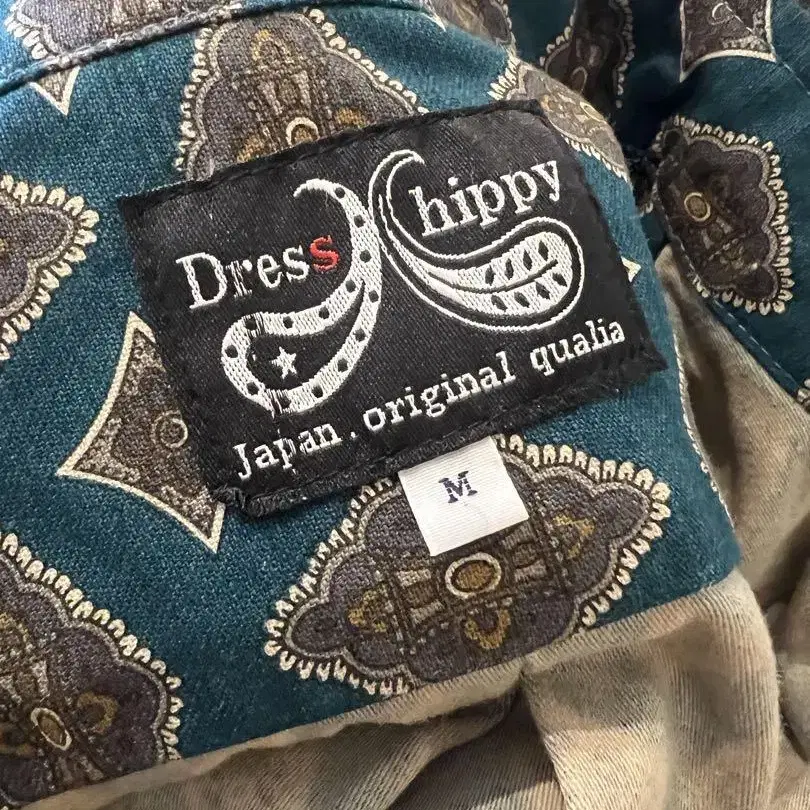 Dress hippy
Japan. original qualia
M